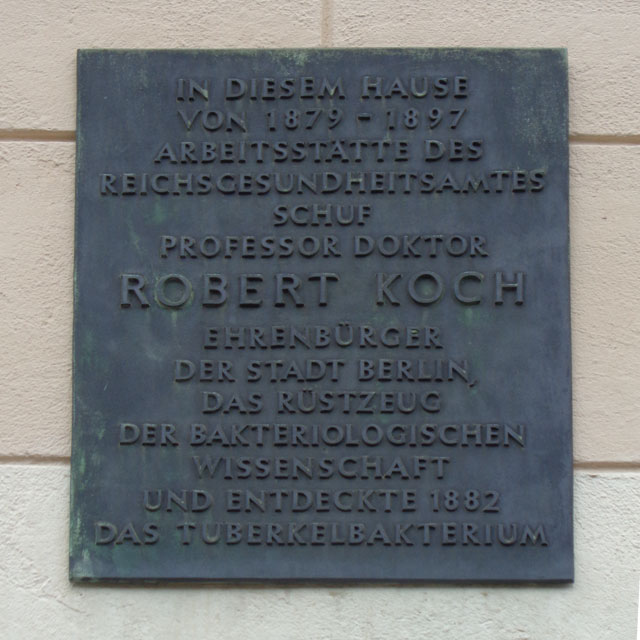 IN DIESEM HAUSE
VON 1879 - 1897
ARBEITSSTÄTTE DES
REICHSGESUNDHEITSAMTES
SCHUF
PROFESSOR DOKTOR
ROBERT KOCH
EHRENBÜRGER
DER STADT BERLIN,
DAS RÜSTZEUG
DER BAKTERIOLOGISCHEN
WISSENSCHAFT
UND ENTDECKTE 1882
DAS TUBERKELBAKTERIUM